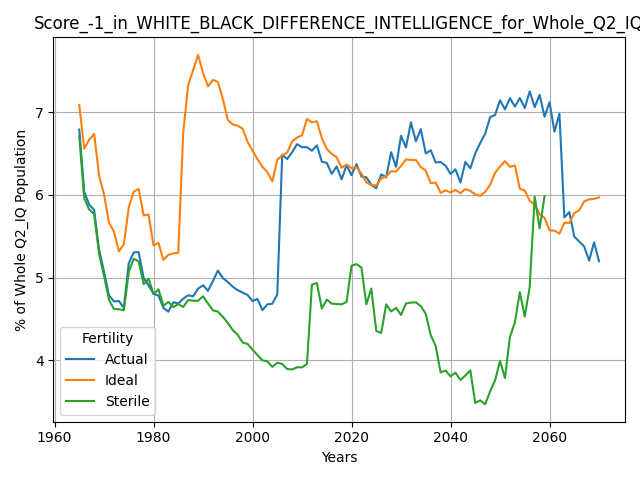 Score_-1_in_WHITE_BLACK_DIFFERENCE_INTELLIGENCE_for_Whole_Q2_IQ
% of Whole Q2_IQ Population
7
6
5
4
Fertility
Actual
Ideal
Sterile
1960 1980 2000 2020 2040 2060
Years